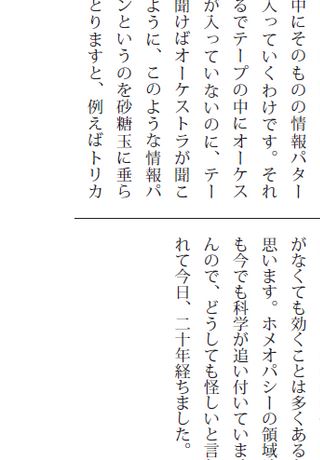 中にそのものの情報パター
入っていくわけです。それ
るでテープの中にオーケス
が入っていないのに、テー
聞けばオーケストラが聞こ
ように、このような情報パ
ンというのを砂糖玉に垂ら
とりますと、例えばトリカ
がなくても効くことは多くある
思います。ホメオパシーの領域
も今でも科学が追い付いていま
んので、どうしても怪しいと言
れて今日、二十年経ちました。